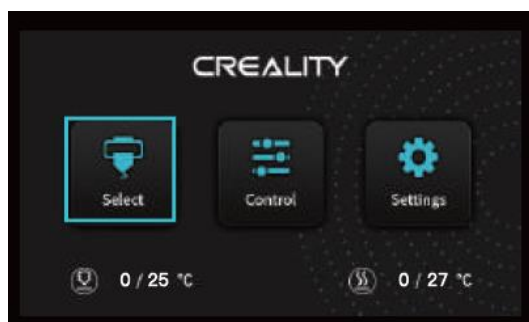 CREALITY
Select
Control
Settings
0 / 25 °C
0 / 27 °C